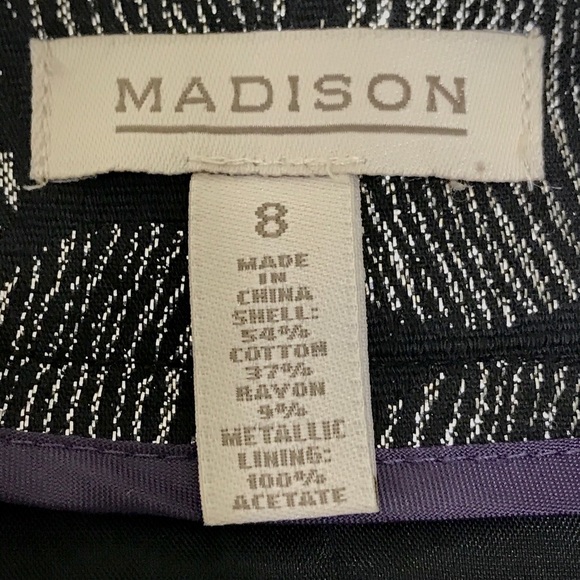 MADISON
8
MADE
IN
CHINA
SHELL:
54%
COTTON
37%
RAYON
9%
METALLIC
LINING:
100%
ACETATE